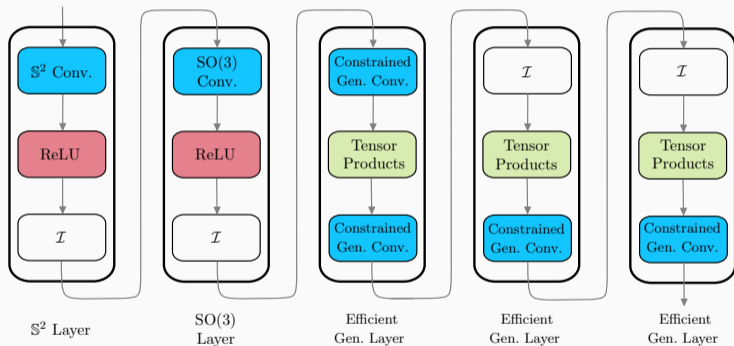 𝕊² Conv.
ReLU
ℐ
𝕊² Layer
SO(3)
Conv.
ReLU
ℐ
SO(3)
Layer
Constrained
Gen. Conv.
Tensor
Products
Constrained
Gen. Conv.
Efficient
Gen. Layer
ℐ
Tensor
Products
Constrained
Gen. Conv.
Efficient
Gen. Layer
ℐ
Tensor
Products
Constrained
Gen. Conv.
Efficient
Gen. Layer